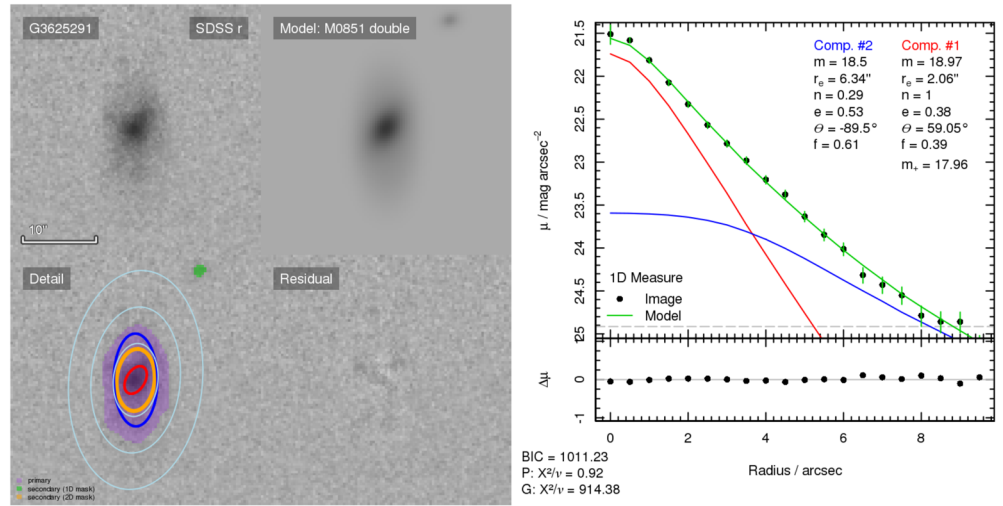 G3625291
SDSS r
Model: M0851 double
10"
Detail
Residual
primary
secondary (1D mask)
secondary (2D mask)
21.5
22
22.5
23
23.5
24
24.5
25
μ / mag arcsec⁻²
Comp. #2
m = 18.5
rₑ = 6.34"
n = 0.29
e = 0.53
Θ = -89.5°
f = 0.61
Comp. #1
m = 18.97
rₑ = 2.06"
n = 1
e = 0.38
Θ = 59.05°
f = 0.39
m₊ = 17.96
1D Measure
Image
Model
Δμ
0
-1
0 2 4 6 8
Radius / arcsec
BIC = 1011.23
P: X²/ν = 0.92
G: X²/ν = 914.38